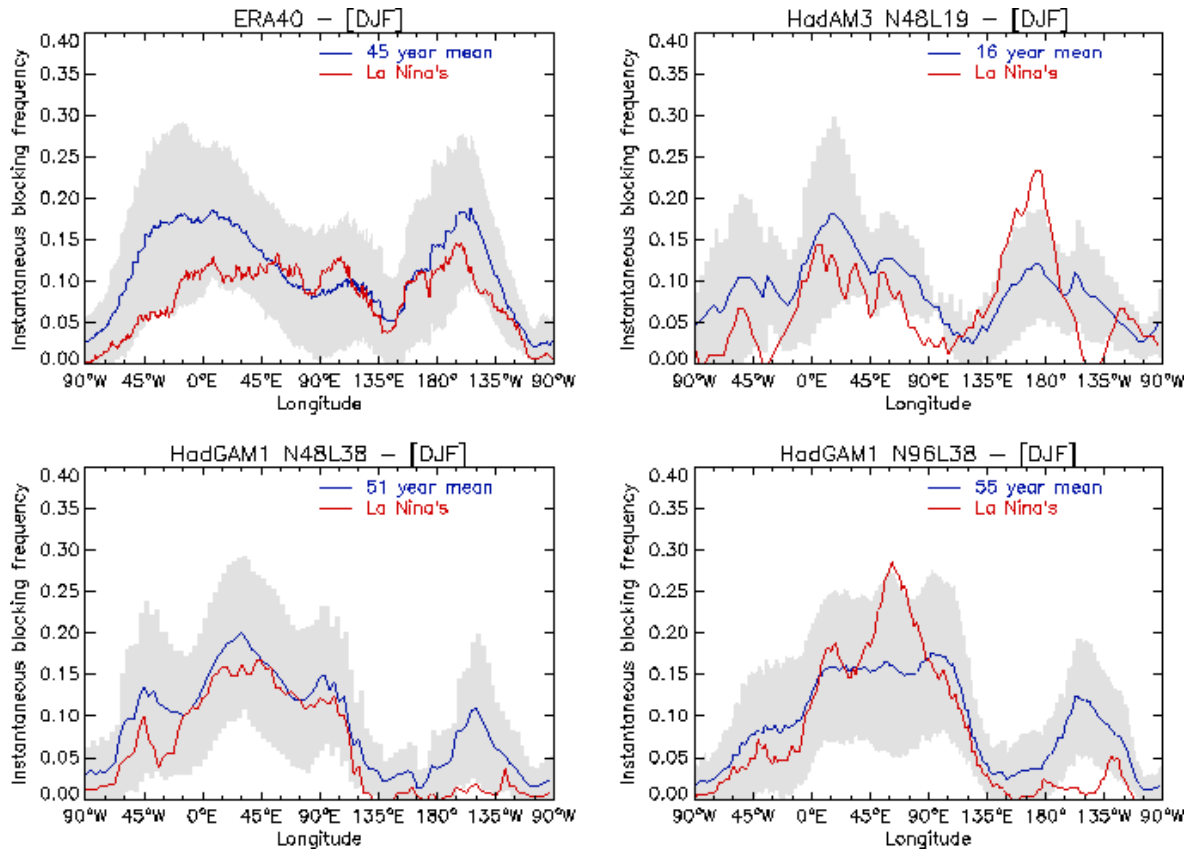 ERA40 – [DJF]
45 year mean
La Nina's
Instantaneous blocking frequency
0.40
0.35
0.30
0.25
0.20
0.15
0.10
0.05
0.00
90°W 45°W 0°E 45°E 90°E 135°E 180° 135°W 90°W
Longitude
HadAM3 N48L19 – [DJF]
16 year mean
La Nina's
Instantaneous blocking frequency
0.40
0.35
0.30
0.25
0.20
0.15
0.10
0.05
0.00
90°W 45°W 0°E 45°E 90°E 135°E 180° 135°W 90°W
Longitude
HadGAM1 N48L38 – [DJF]
51 year mean
La Nina's
Instantaneous blocking frequency
0.40
0.35
0.30
0.25
0.20
0.15
0.10
0.05
0.00
90°W 45°W 0°E 45°E 90°E 135°E 180° 135°W 90°W
Longitude
HadGAM1 N96L38 – [DJF]
55 year mean
La Nina's
Instantaneous blocking frequency
0.40
0.35
0.30
0.25
0.20
0.15
0.10
0.05
0.00
90°W 45°W 0°E 45°E 90°E 135°E 180° 135°W 90°W
Longitude